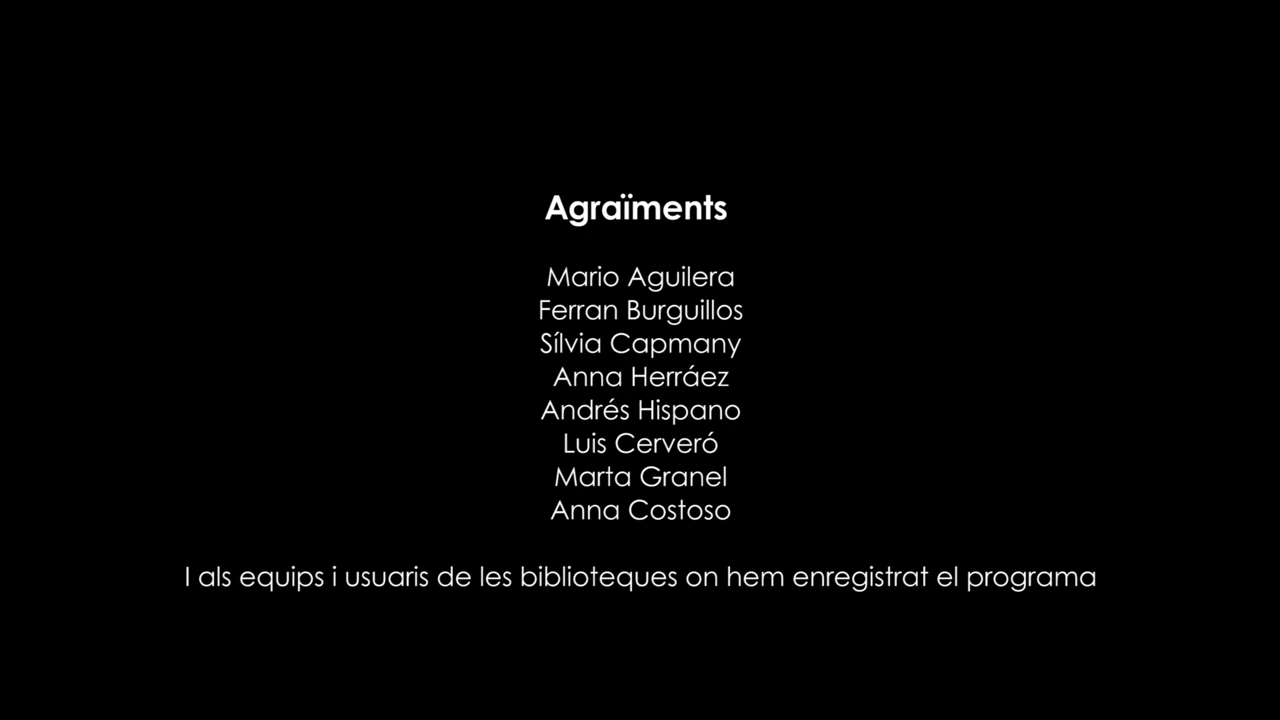 Agraïments
Mario Aguilera
Ferran Burguillos
Sílvia Capmany
Anna Herráez
Andrés Hispano
Luis Cerveró
Marta Granel
Anna Costoso
I als equips i usuaris de les biblioteques on hem enregistrat el programa